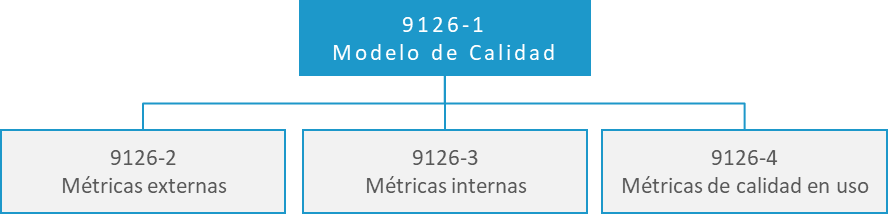 9126-1
Modelo de Calidad
9126-2
Métricas externas
9126-3
Métricas internas
9126-4
Métricas de calidad en uso